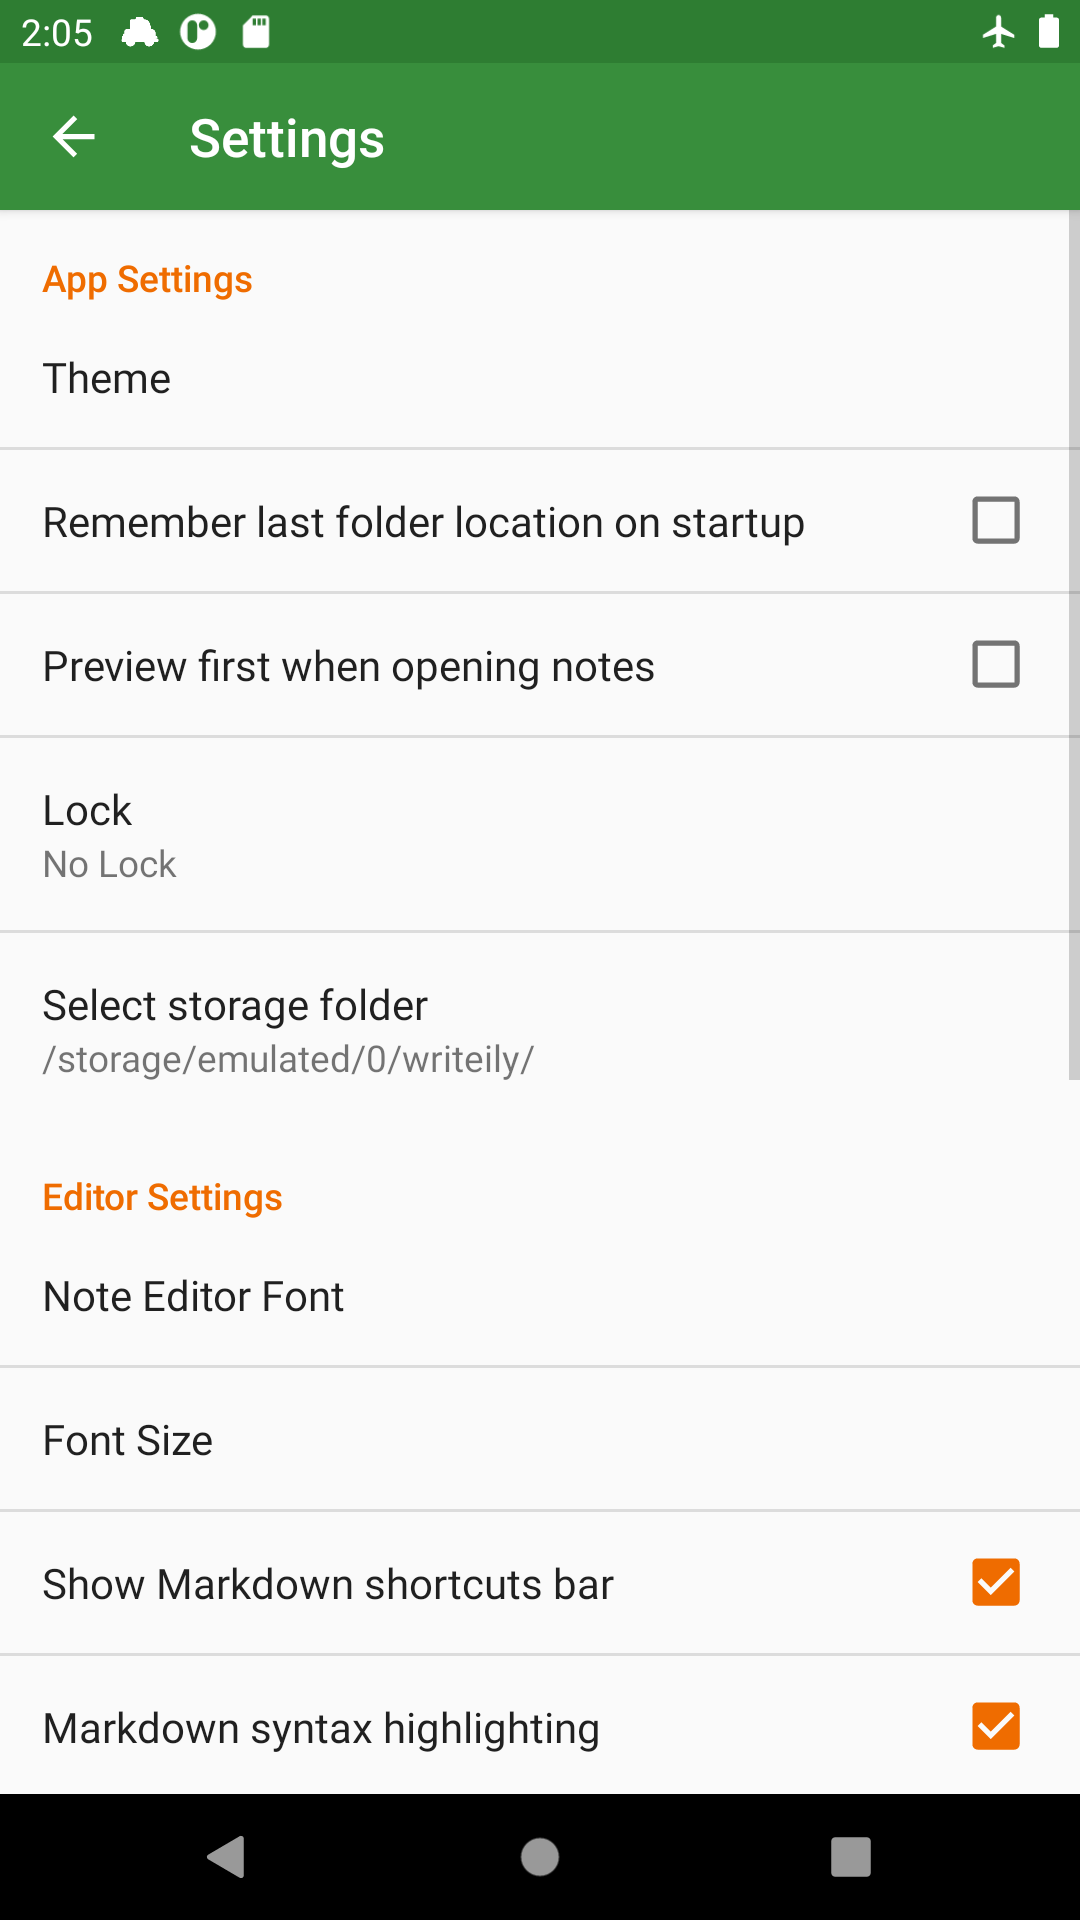 2:05
Settings
App Settings
Theme
Remember last folder location on startup
Preview first when opening notes
Lock
No Lock
Select storage folder
/storage/emulated/0/writeily/
Editor Settings
Note Editor Font
Font Size
Show Markdown shortcuts bar
Markdown syntax highlighting